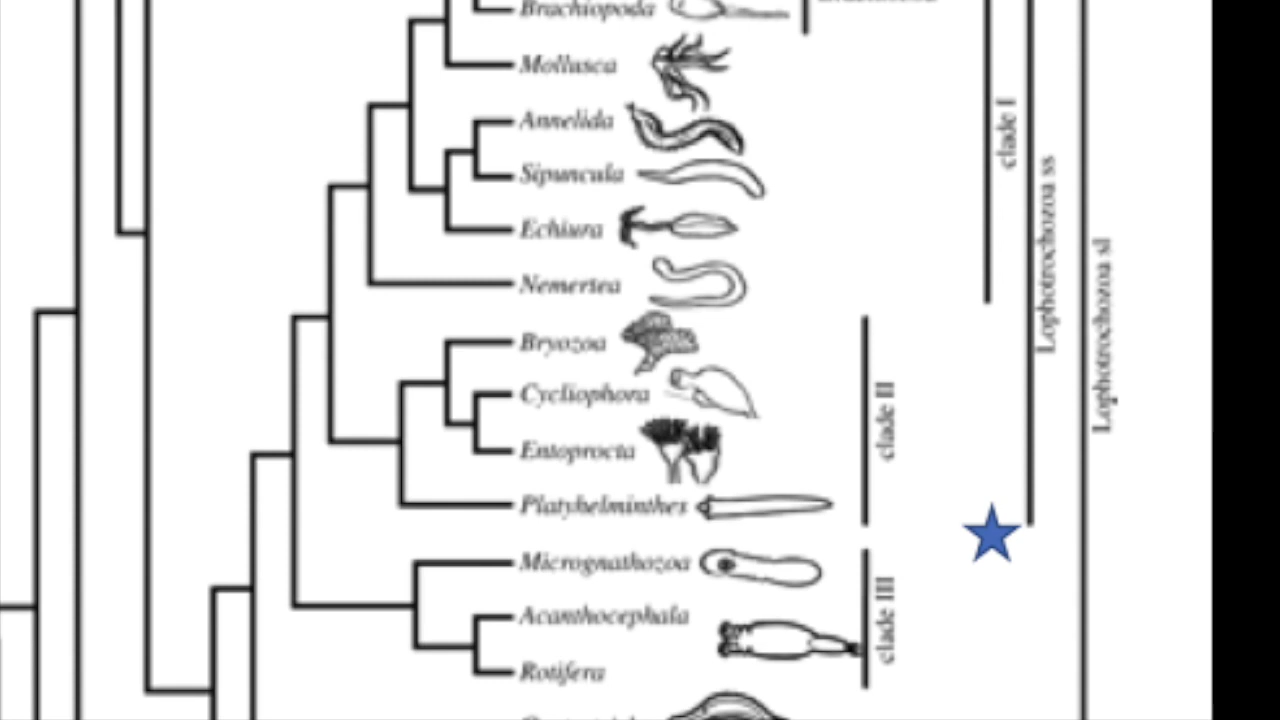 Brachiopoda
Mollusca
Annelida
Sipuncula
Echiura
Nemertea
Bryozoa
Cycliophora
Entoprocta
Platyhelminthes
Micrognathozoa
Acanthocephala
Rotifera
clade I
clade II
clade III
Lophotrochozoa ss
Lophotrochozoa sl